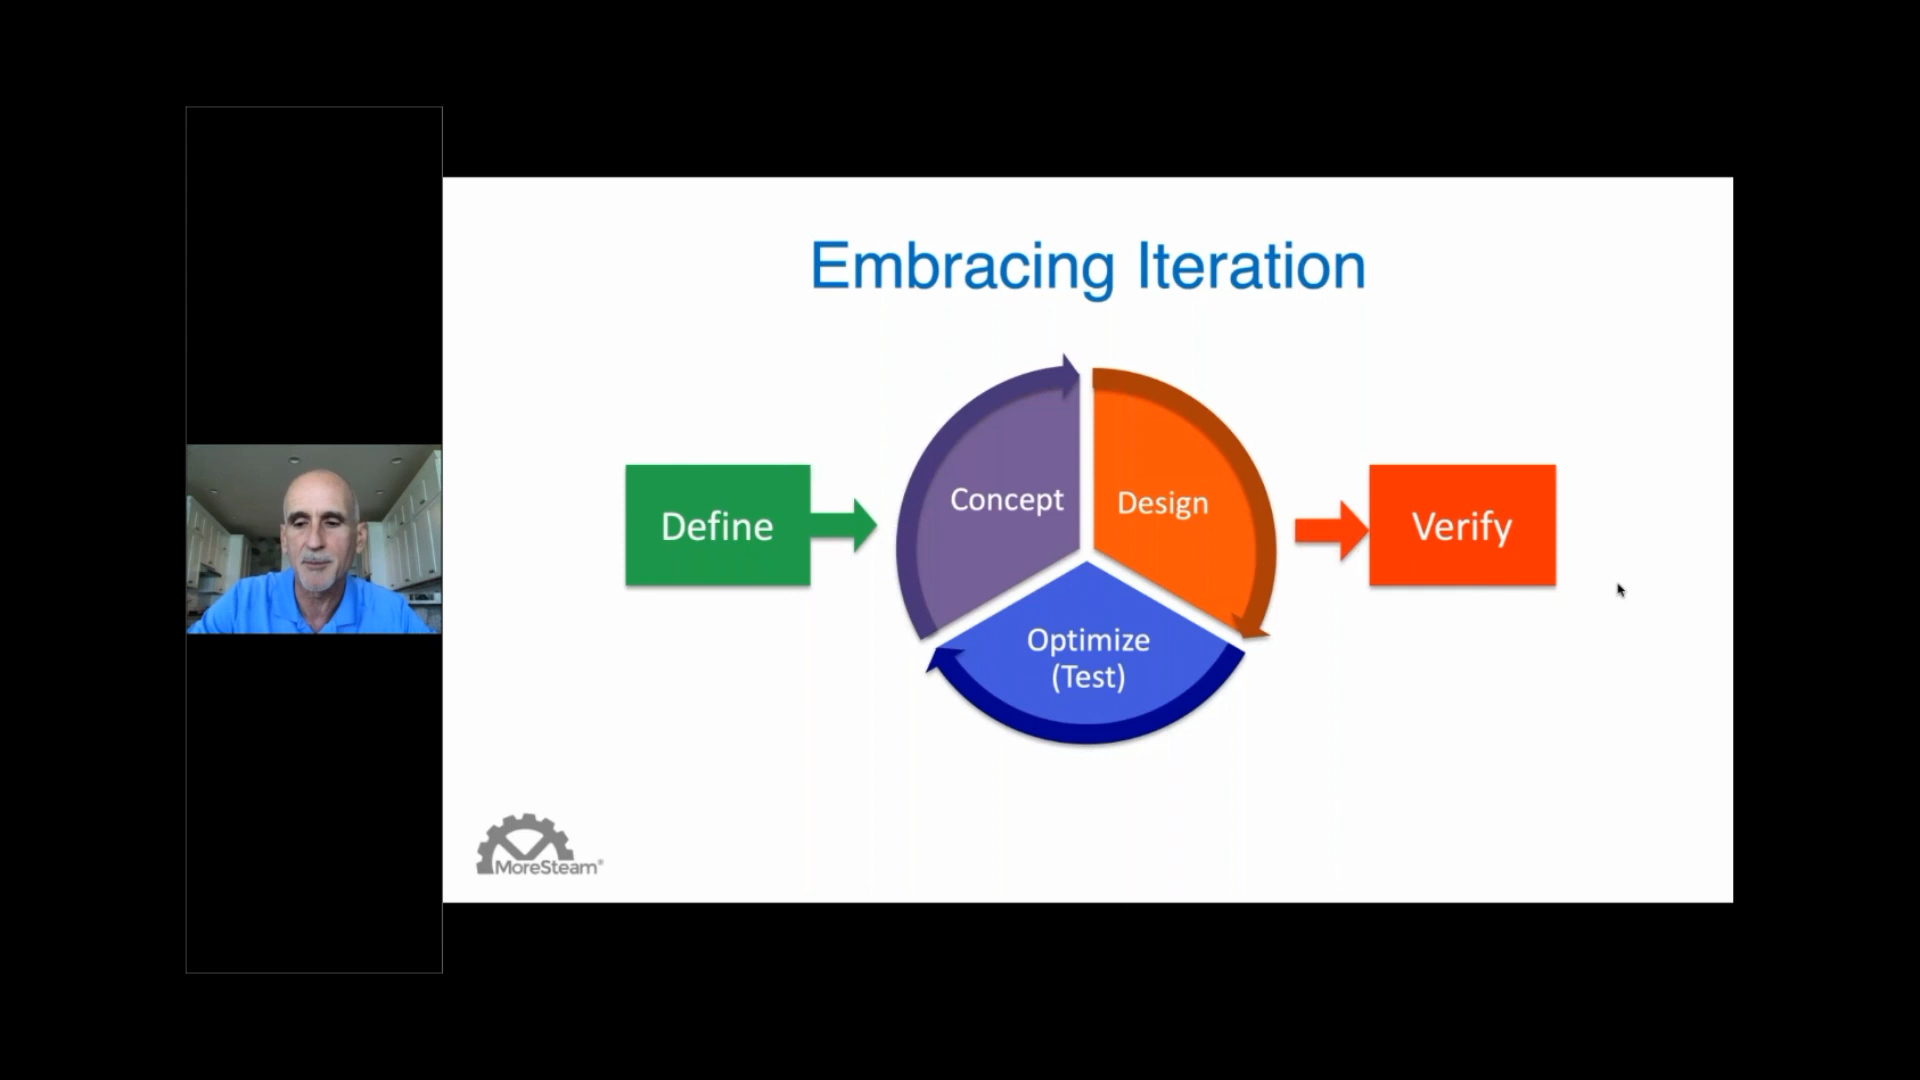 Embracing Iteration
Define
Concept
Design
Optimize
(Test)
Verify
MoreSteam®